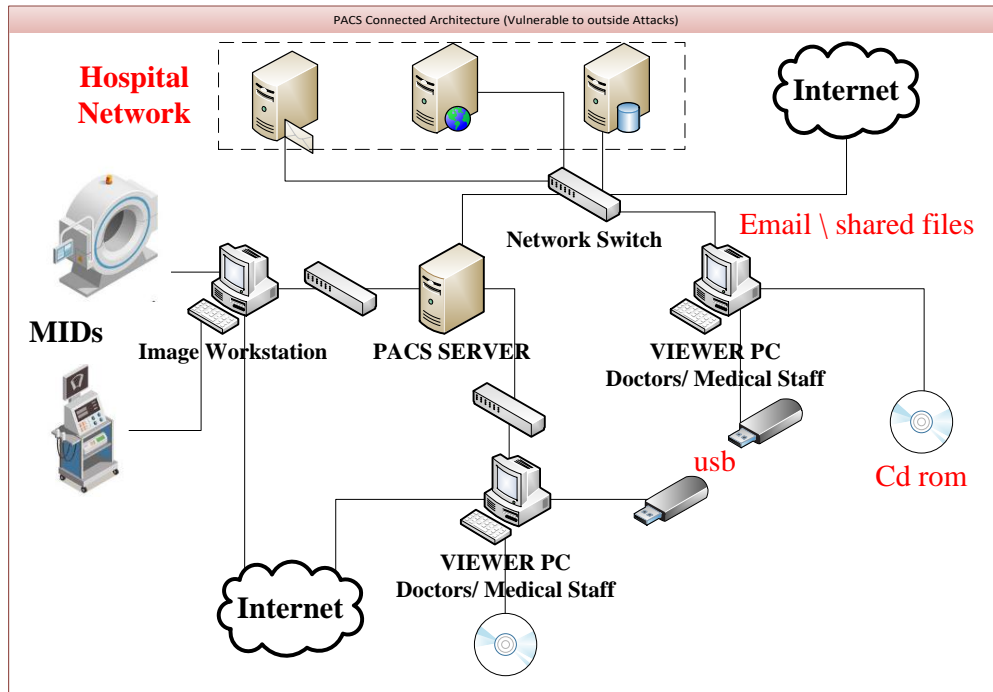 PACS Connected Architecture (Vulnerable to outside Attacks)
Hospital
Network
Internet
Email \ shared files
Network Switch
MIDs
Image Workstation
PACS SERVER
VIEWER PC
Doctors/ Medical Staff
usb
Cd rom
VIEWER PC
Doctors/ Medical Staff
Internet